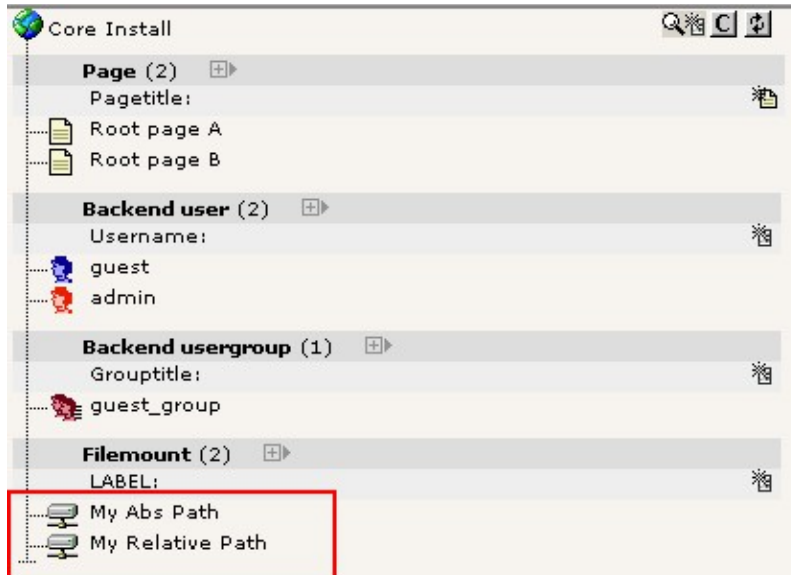 Core Install
C
Page (2)
Pagetitle:
Root page A
Root page B
Backend user (2)
Username:
guest
admin
Backend usergroup (1)
Grouptitle:
guest_group
Filemount (2)
LABEL:
My Abs Path
My Relative Path